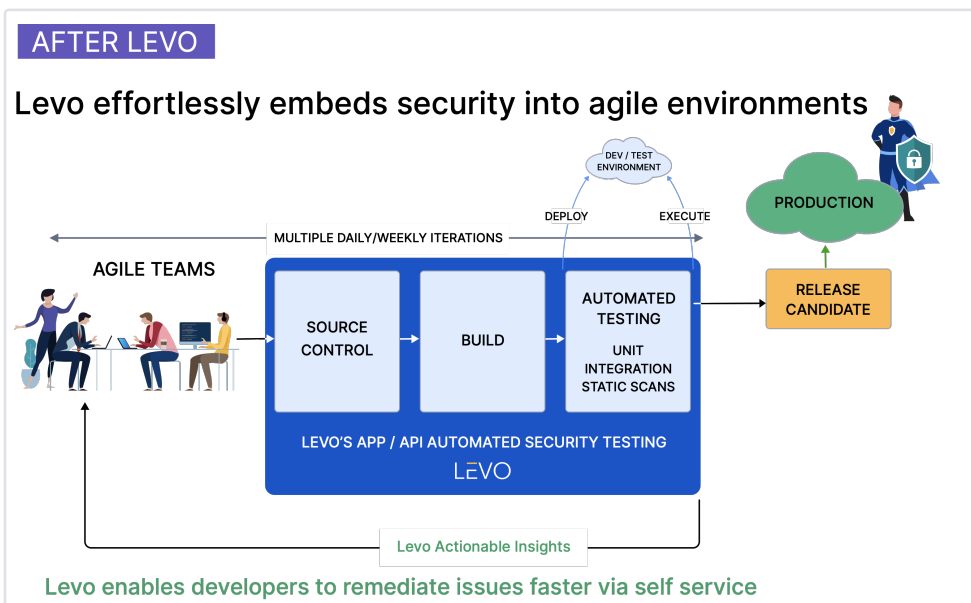 AFTER LEVO
Levo effortlessly embeds security into agile environments
DEV / TEST
ENVIRONMENT
PRODUCTION
DEPLOY
EXECUTE
MULTIPLE DAILY/WEEKLY ITERATIONS
AGILE TEAMS
SOURCE
CONTROL
BUILD
AUTOMATED
TESTING
UNIT
INTEGRATION
STATIC SCANS
RELEASE
CANDIDATE
LEVO'S APP / API AUTOMATED SECURITY TESTING
LEVO
Levo Actionable Insights
Levo enables developers to remediate issues faster via self service